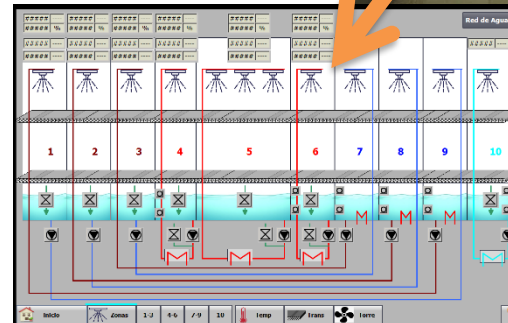 ##### --- ##### --- ##### --- ##### --- ##### --- ##### ---
##### % ##### % ##### % ##### % ##### % ##### %
Red de Agua
##### --- ##### --- ##### --- ##### --- ##### --- ##### --- ##### ---
##### --- ##### --- ##### --- ##### --- ##### --- ##### ---
1 2 3 4 5 6 7 8 9 10
Inicio Zonas 1-3 4-6 7-9 10 Temp Trans Torre